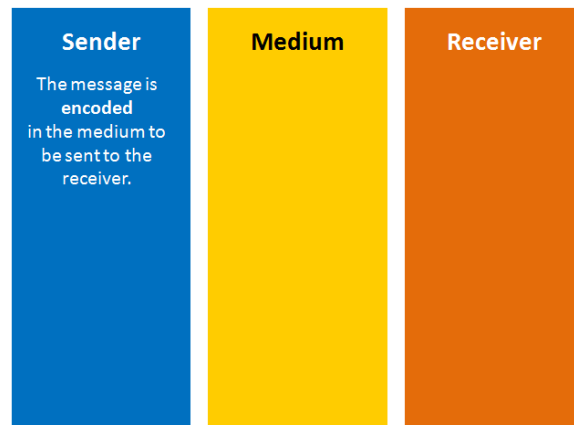 Sender
The message is
encoded
in the medium to
be sent to the
receiver.
Medium
Receiver